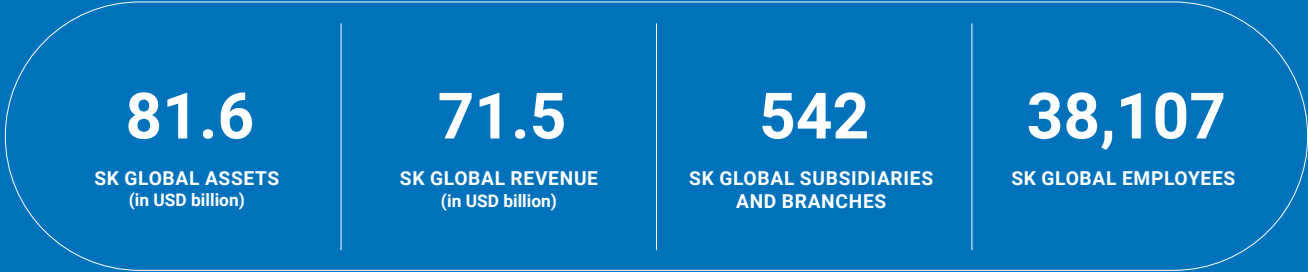 81.6
SK GLOBAL ASSETS
(in USD billion)
71.5
SK GLOBAL REVENUE
(in USD billion)
542
SK GLOBAL SUBSIDIARIES
AND BRANCHES
38,107
SK GLOBAL EMPLOYEES